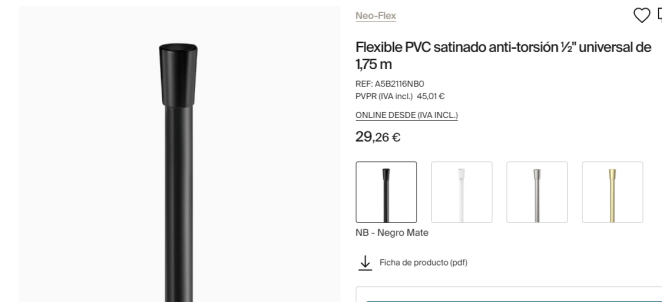 Neo-Flex
Flexible PVC satinado anti-torsión ½" universal de
1,75 m
REF: A5B2116NB0
PVPR (IVA incl.) 45,01 €
ONLINE DESDE (IVA INCL.)
29,26 €
NB - Negro Mate
Ficha de producto (pdf)